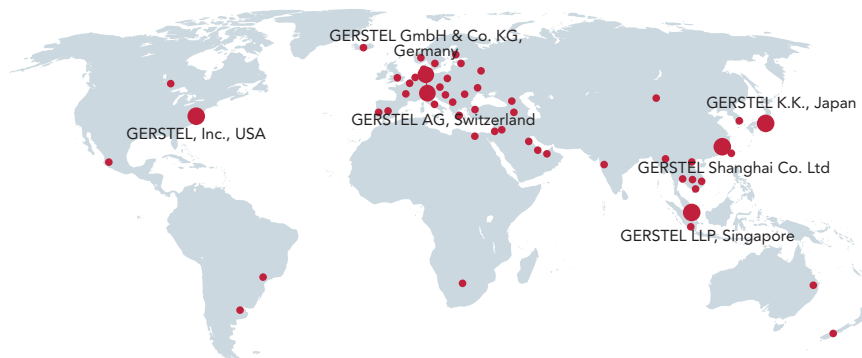 GERSTEL GmbH & Co. KG,
Germany
GERSTEL K.K., Japan
GERSTEL AG, Switzerland
GERSTEL, Inc., USA
GERSTEL Shanghai Co. Ltd
GERSTEL LLP, Singapore